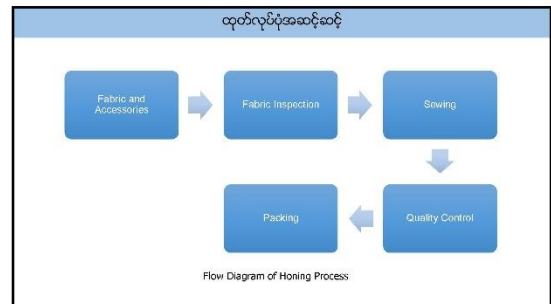 ထုတ်လုပ်ပုံအဆင့်ဆင့်
Fabric and
Accessories
Fabric Inspection
Sewing
Quality Control
Packing
Flow Diagram of Honing Process